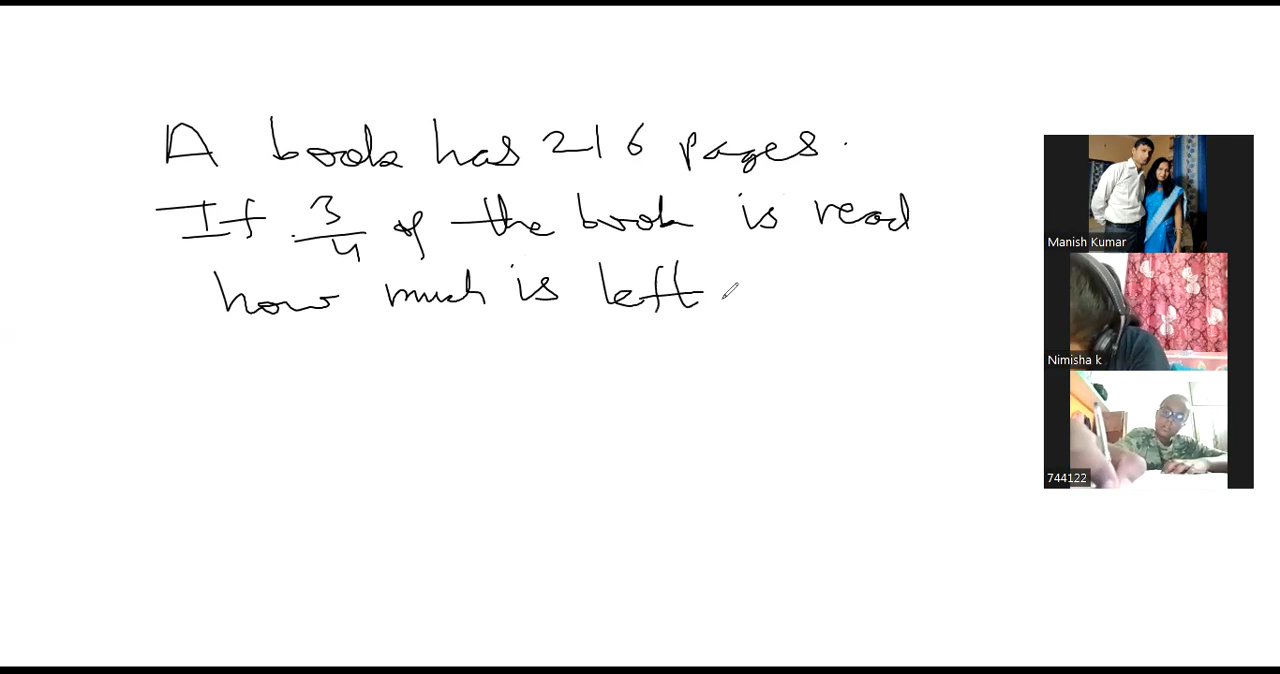 A book has 216 pages.
If 3/4 of the book is read
how much is left
Manish Kumar
Nimisha k
744122